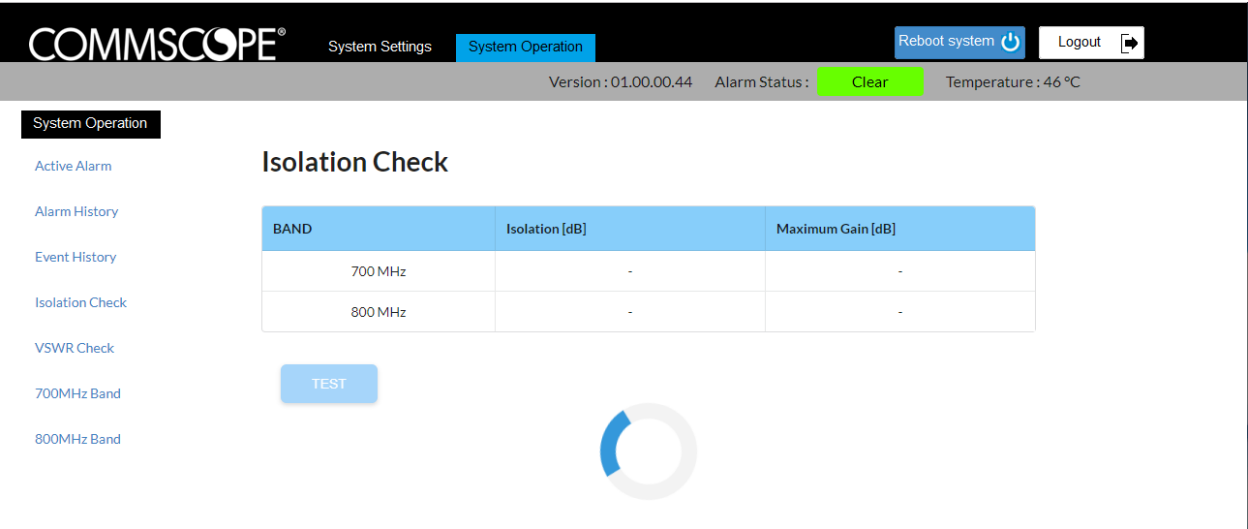 COMMSCOPE® System Settings System Operation Reboot system Logout
Version : 01.00.00.44 Alarm Status : Clear Temperature : 46 °C
System Operation
Active Alarm
Isolation Check
Alarm History
BAND Isolation [dB] Maximum Gain [dB]
Event History
700 MHz - -
Isolation Check
800 MHz - -
VSWR Check
TEST
700MHz Band
800MHz Band